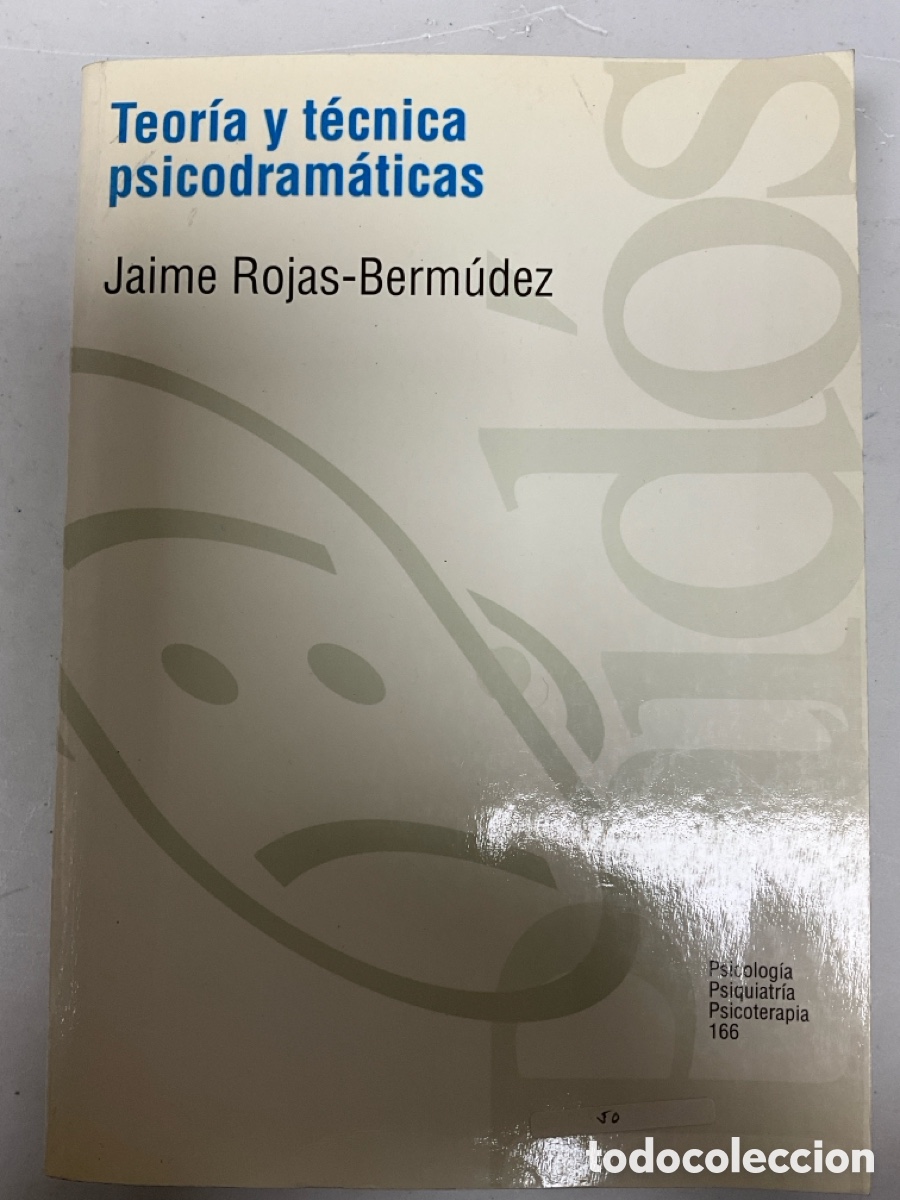 Teoría y técnica
psicodramáticas
Jaime Rojas-Bermúdez
Paidós
Psicología
Psiquiatría
Psicoterapia
166
50
todocoleccion